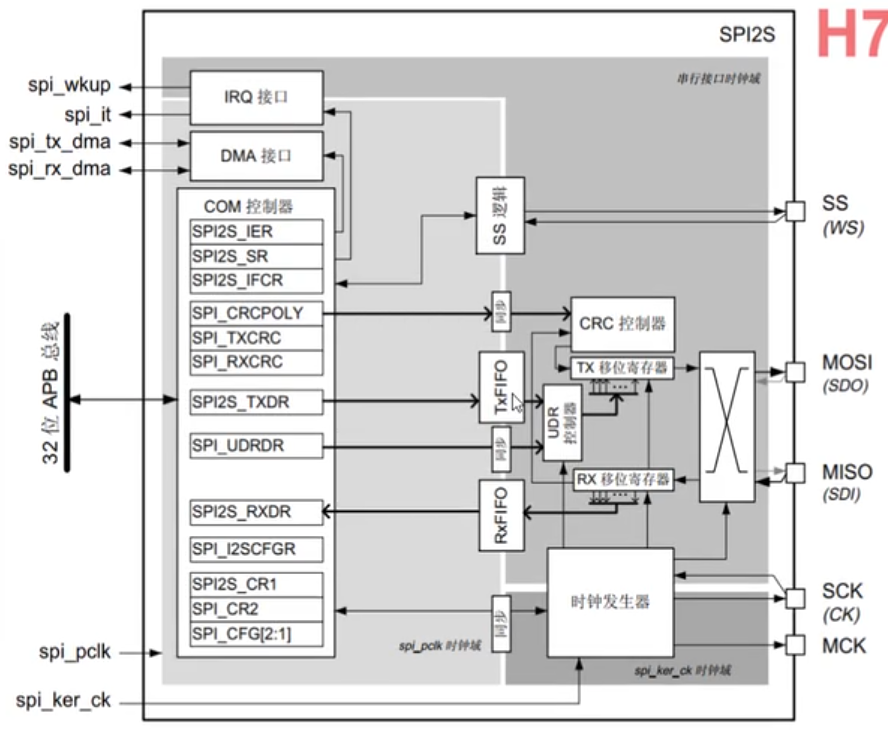 SPI2S
H7
串行接口时钟域
spi_wkup
spi_it
spi_tx_dma
spi_rx_dma
IRQ 接口
DMA 接口
COM 控制器
SPI2S_IER
SPI2S_SR
SPI2S_IFCR
SPI_CRCPOLY
SPI_TXCRC
SPI_RXCRC
SPI2S_TXDR
SPI_UDRDR
SPI2S_RXDR
SPI_I2SCFGR
SPI2S_CR1
SPI_CR2
SPI_CFG[2:1]
32 位 APB 总线
spi_pclk
spi_ker_ck
SS 逻辑
同步
TxFIFO
同步
RxFIFO
同步
CRC 控制器
TX 移位寄存器
...
UDR
控制器
RX 移位寄存器
...
时钟发生器
spi_pclk 时钟域
spi_ker_ck 时钟域
SS
(WS)
MOSI
(SDO)
MISO
(SDI)
SCK
(CK)
MCK